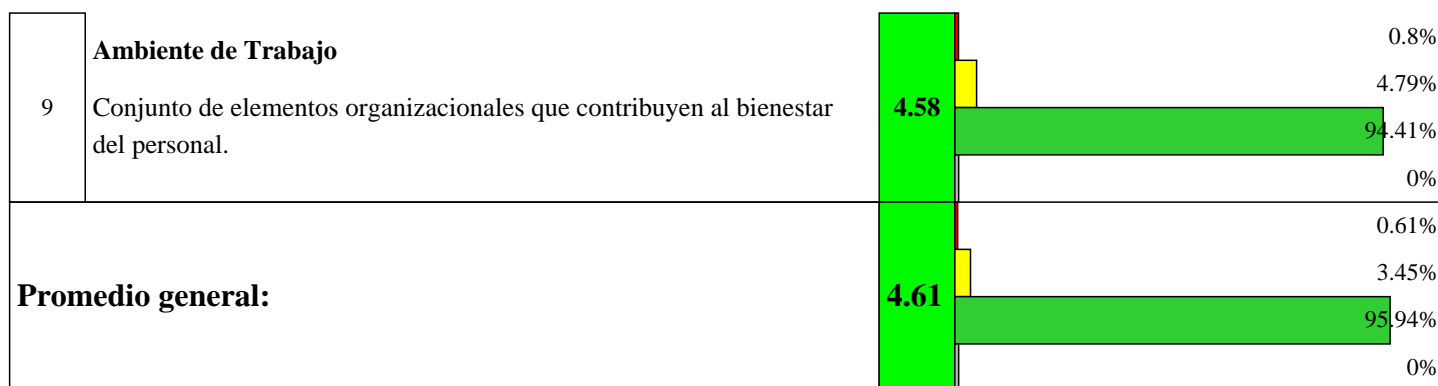 9
Ambiente de Trabajo
Conjunto de elementos organizacionales que contribuyen al bienestar
del personal.
4.58
0.8%
4.79%
94.41%
0%
Promedio general:
4.61
0.61%
3.45%
95.94%
0%